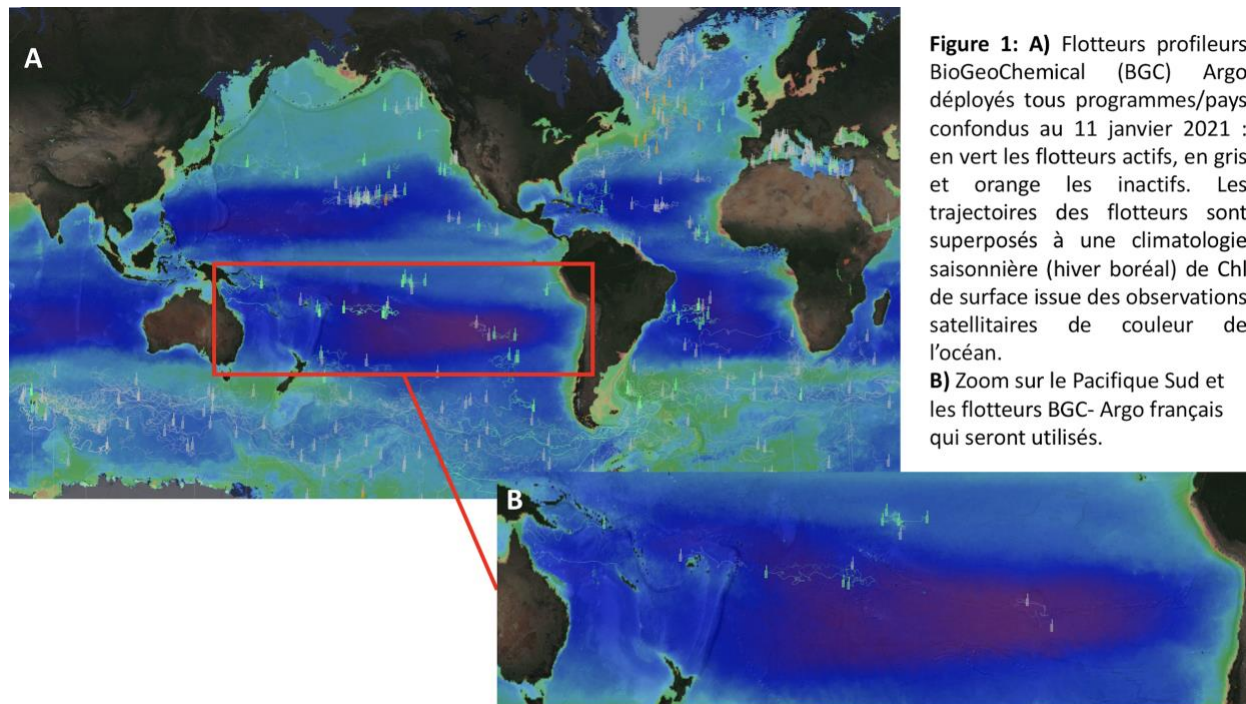 A
Figure 1: A) Flotteurs profileurs
BioGeoChemical (BGC) Argo
déployés tous programmes/pays
confondus au 11 janvier 2021 :
en vert les flotteurs actifs, en gris
et orange les inactifs. Les
trajectoires des flotteurs sont
superposés à une climatologie
saisonnière (hiver boréal) de Chl
de surface issue des observations
satellitaires de couleur de
l'océan.
B) Zoom sur le Pacifique Sud et
les flotteurs BGC- Argo français
qui seront utilisés.
B